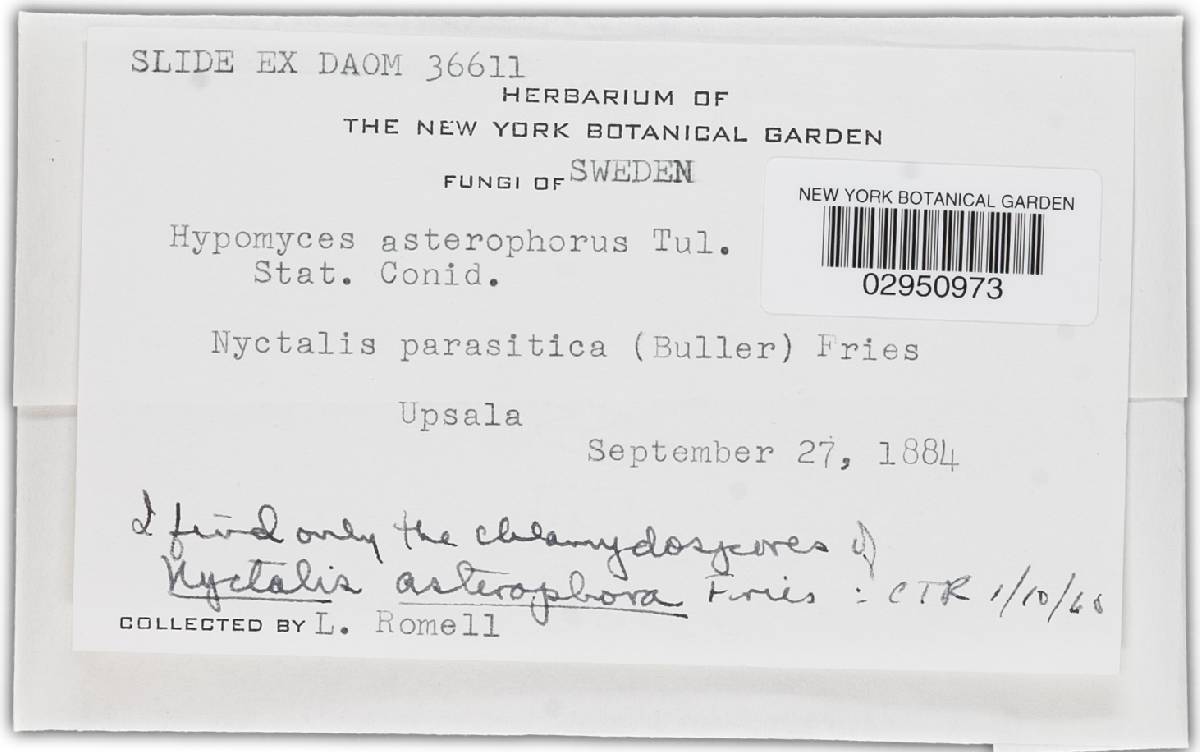 SLIDE EX DAOM 36611
HERBARIUM OF
THE NEW YORK BOTANICAL GARDEN
FUNGI OF SWEDEN
NEW YORK BOTANICAL GARDEN
02950973
Hypomyces asterophorus Tul.
Stat. Conid.
Nyctalis parasitica (Buller) Fries
Upsala
September 27, 1884
I find only the chlamydospores of
Nyctalis asterophora Fries : CTR 1/10/68
COLLECTED BY L. Romell